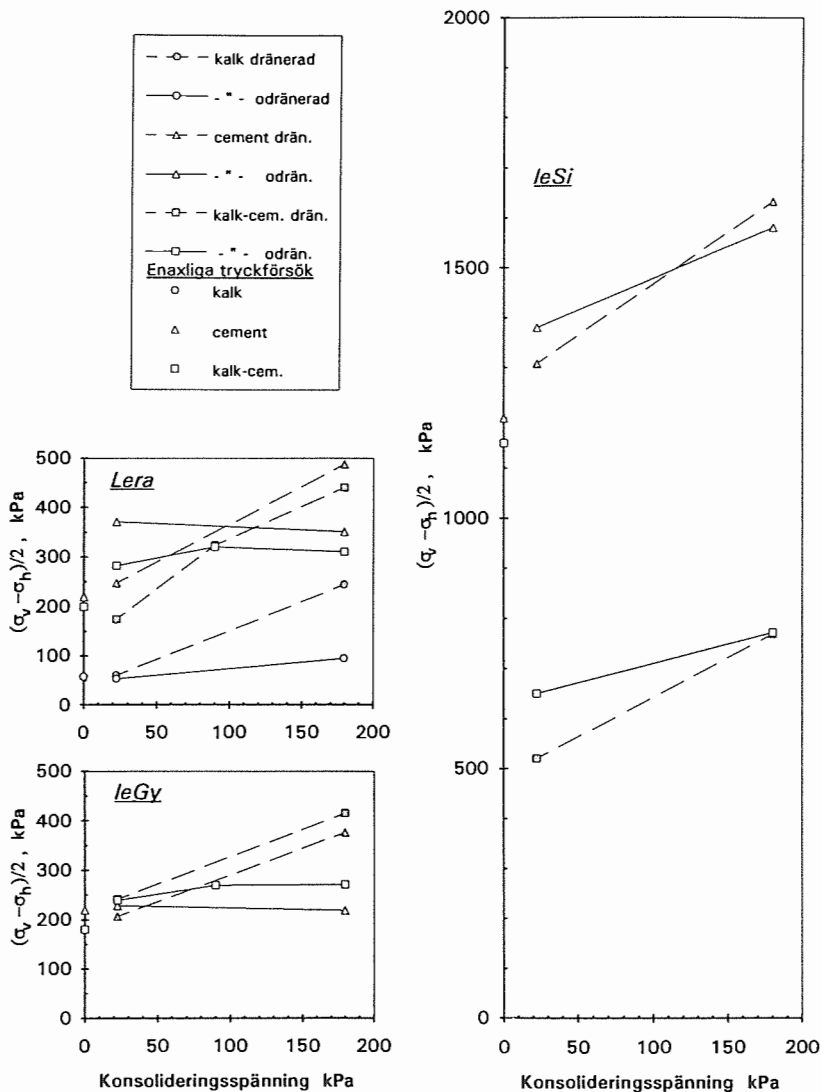 kalk dränerad
- " - odränerad
cement drän.
- " - odrän.
kalk-cem. drän.
- " - odrän.
Enaxliga tryckförsök
kalk
cement
kalk-cem.
Lera
(σv –σh)/2 , kPa
500
400
300
200
100
0
0 50 100 150 200
leGy
(σv –σh)/2 , kPa
500
400
300
200
100
0
0 50 100 150 200
Konsolideringsspänning kPa
leSi
(σv –σh)/2 , kPa
2000
1500
1000
500
0
0 50 100 150 200
Konsolideringsspänning kPa